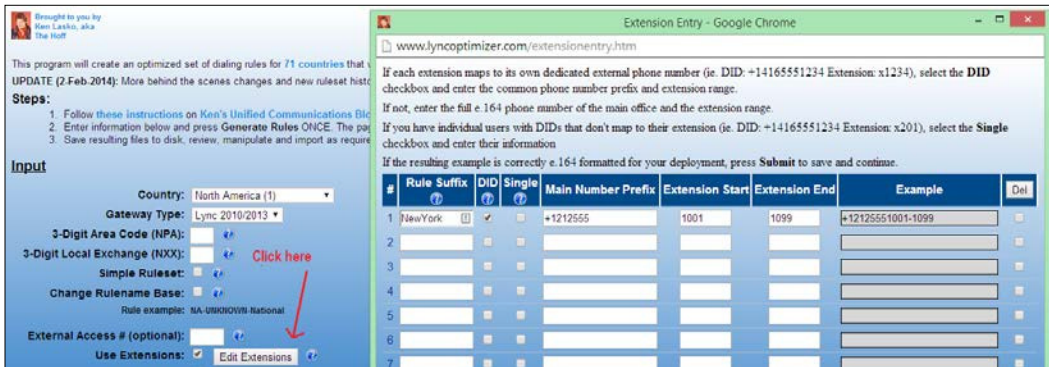 Brought to you by
Ken Lasko, aka
The Hoff
This program will create an optimized set of dialing rules for 71 countries that
UPDATE (2.Feb.2014): More behind the scenes changes and new ruleset histo
Steps:
1. Follow these instructions on Ken's Unified Communications Blo
2. Enter information below and press Generate Rules ONCE. The pag
3. Save resulting files to disk, review, manipulate and import as require
Input
Country: North America (1)
Gateway Type: Lync 2010/2013
3-Digit Area Code (NPA):
3-Digit Local Exchange (NXX):
Click here
Simple Ruleset:
Change Rulename Base:
Rule example: NA-UNKNOWN-National
External Access # (optional):
Use Extensions: Edit Extensions
Extension Entry - Google Chrome
www.lyncoptimizer.com/extensionentry.htm
If each extension maps to its own dedicated external phone number (ie. DID: +14165551234 Extension: x1234), select the DID
checkbox and enter the common phone number prefix and extension range.
If not, enter the full e.164 phone number of the main office and the extension range.
If you have individual users with DIDs that don't map to their extension (ie. DID: +14165551234 Extension: x201), select the Single
checkbox and enter their information
If the resulting example is correctly e.164 formatted for your deployment, press Submit to save and continue.
# Rule Suffix DID Single Main Number Prefix Extension Start Extension End Example Del
1 NewYork +1212555 1001 1099 +12125551001-1099
2
3
4
5
6
7